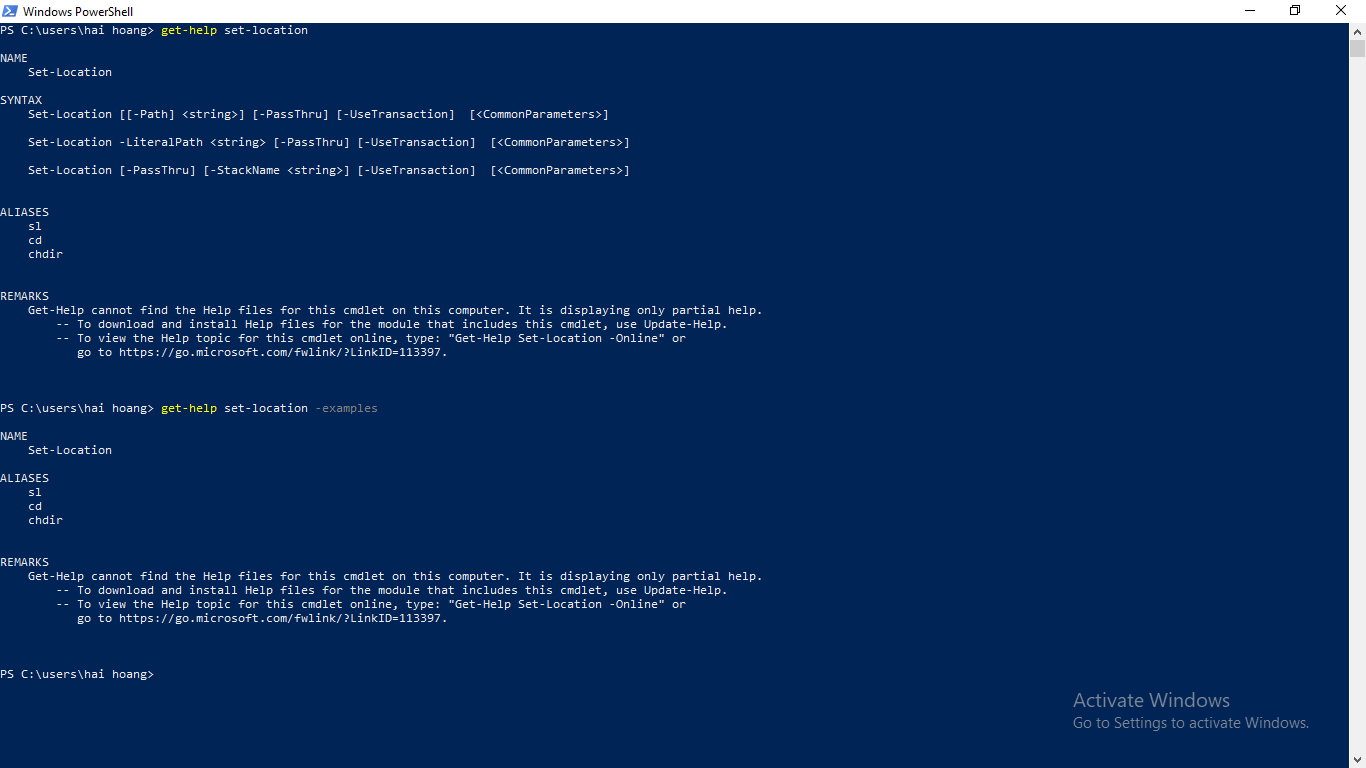 Windows PowerShell
PS C:\users\hai hoang> get-help set-location
NAME
Set-Location
SYNTAX
Set-Location [[-Path] <string>] [-PassThru] [-UseTransaction]  [<CommonParameters>]
Set-Location -LiteralPath <string> [-PassThru] [-UseTransaction]  [<CommonParameters>]
Set-Location [-PassThru] [-StackName <string>] [-UseTransaction]  [<CommonParameters>]
ALIASES
sl
cd
chdir
REMARKS
Get-Help cannot find the Help files for this cmdlet on this computer. It is displaying only partial help.
-- To download and install Help files for the module that includes this cmdlet, use Update-Help.
-- To view the Help topic for this cmdlet online, type: "Get-Help Set-Location -Online" or
go to https://go.microsoft.com/fwlink/?LinkID=113397.
PS C:\users\hai hoang> get-help set-location -examples
NAME
Set-Location
ALIASES
sl
cd
chdir
REMARKS
Get-Help cannot find the Help files for this cmdlet on this computer. It is displaying only partial help.
-- To download and install Help files for the module that includes this cmdlet, use Update-Help.
-- To view the Help topic for this cmdlet online, type: "Get-Help Set-Location -Online" or
go to https://go.microsoft.com/fwlink/?LinkID=113397.
PS C:\users\hai hoang>
Activate Windows
Go to Settings to activate Windows.